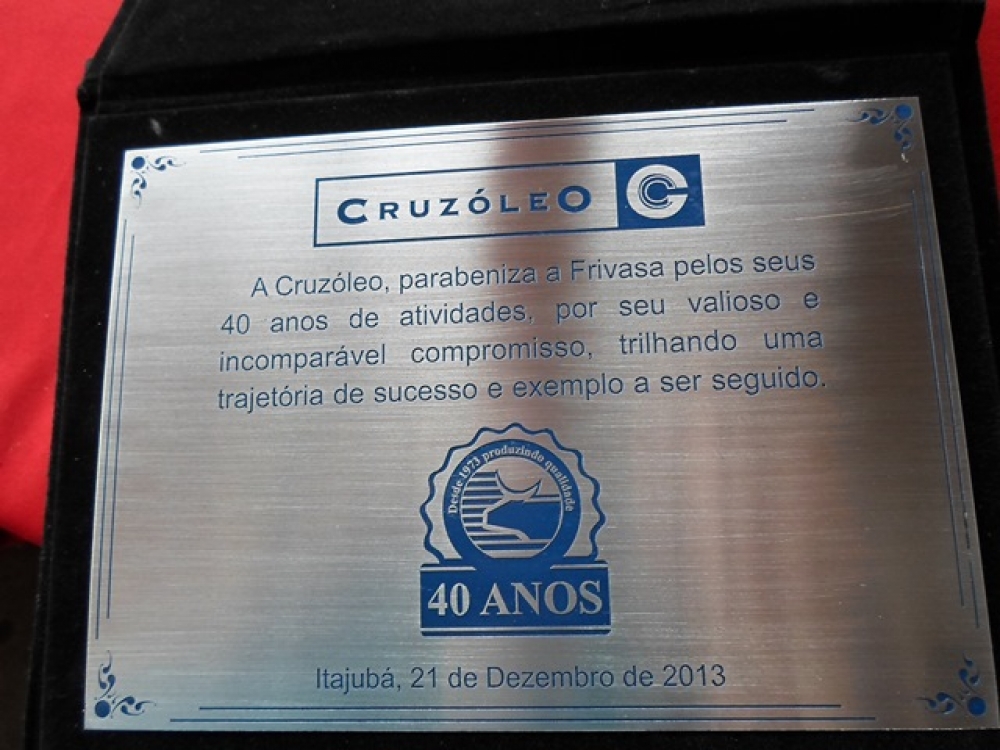 CRUZÓLEO
A Cruzóleo, parabeniza a Frivasa pelos seus
40 anos de atividades, por seu valioso e
incomparável compromisso, trilhando uma
trajetória de sucesso e exemplo a ser seguido.
Desde 1973 produzindo qualidade
40 ANOS
Itajubá, 21 de Dezembro de 2013